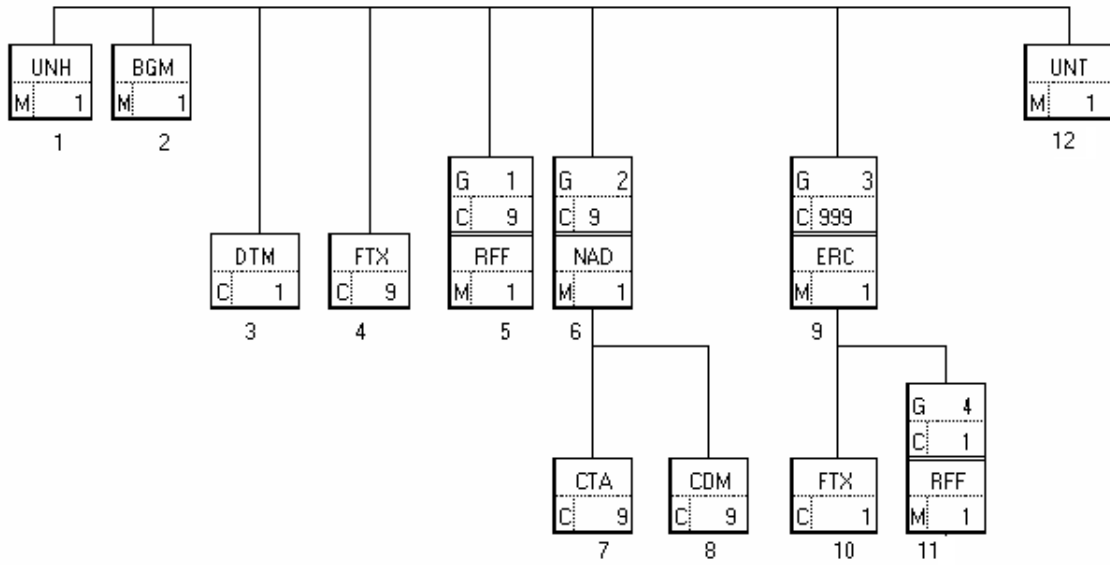 UNH
M 1
1
BGM
M 1
2
DTM
C 1
3
FTX
C 9
4
G 1
C 9
RFF
M 1
5
G 2
C 9
NAD
M 1
6
CTA
C 9
7
COM
C 9
8
G 3
C 999
ERC
M 1
9
FTX
C 1
10
G 4
C 1
RFF
M 1
11
UNT
M 1
12